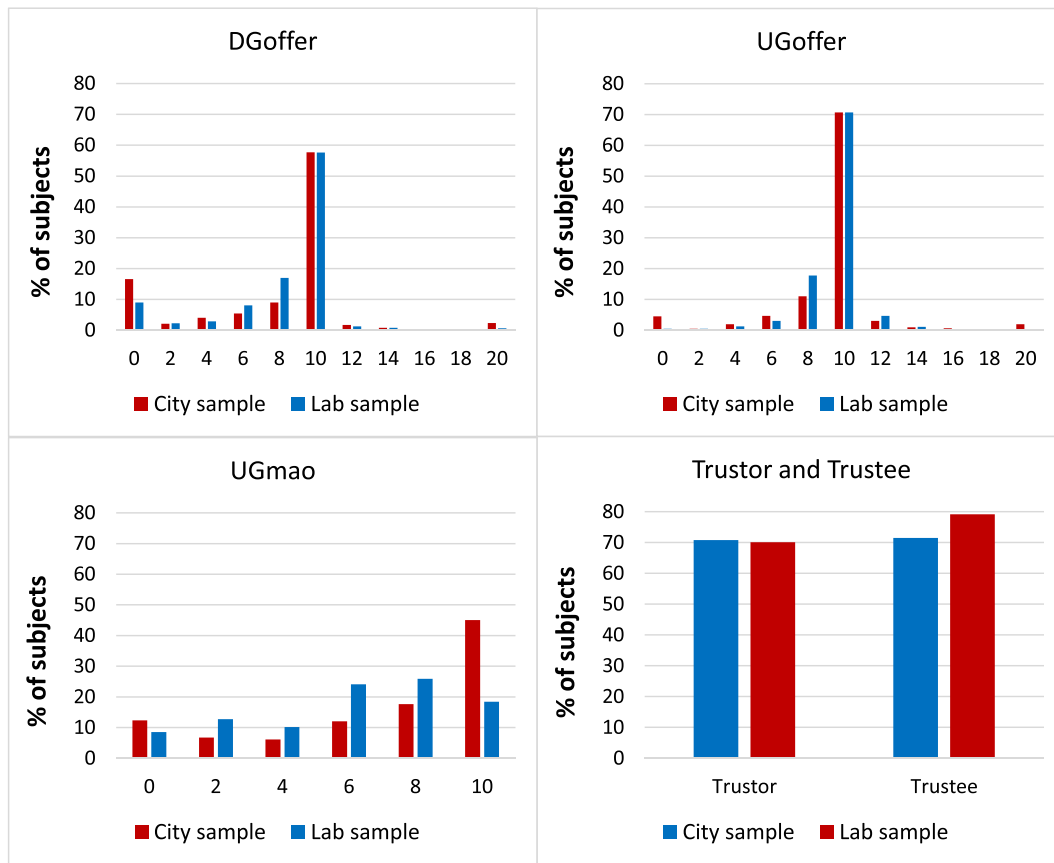 DGoffer
80
70
60
50
40
30
20
10
0
% of subjects
0 2 4 6 8 10 12 14 16 18 20
City sample Lab sample
UGoffer
80
70
60
50
40
30
20
10
0
% of subjects
0 2 4 6 8 10 12 14 16 18 20
City sample Lab sample
UGmao
80
70
60
50
40
30
20
10
0
% of subjects
0 2 4 6 8 10
City sample Lab sample
Trustor and Trustee
80
70
60
50
40
30
20
10
0
% of subjects
Trustor Trustee
City sample Lab sample